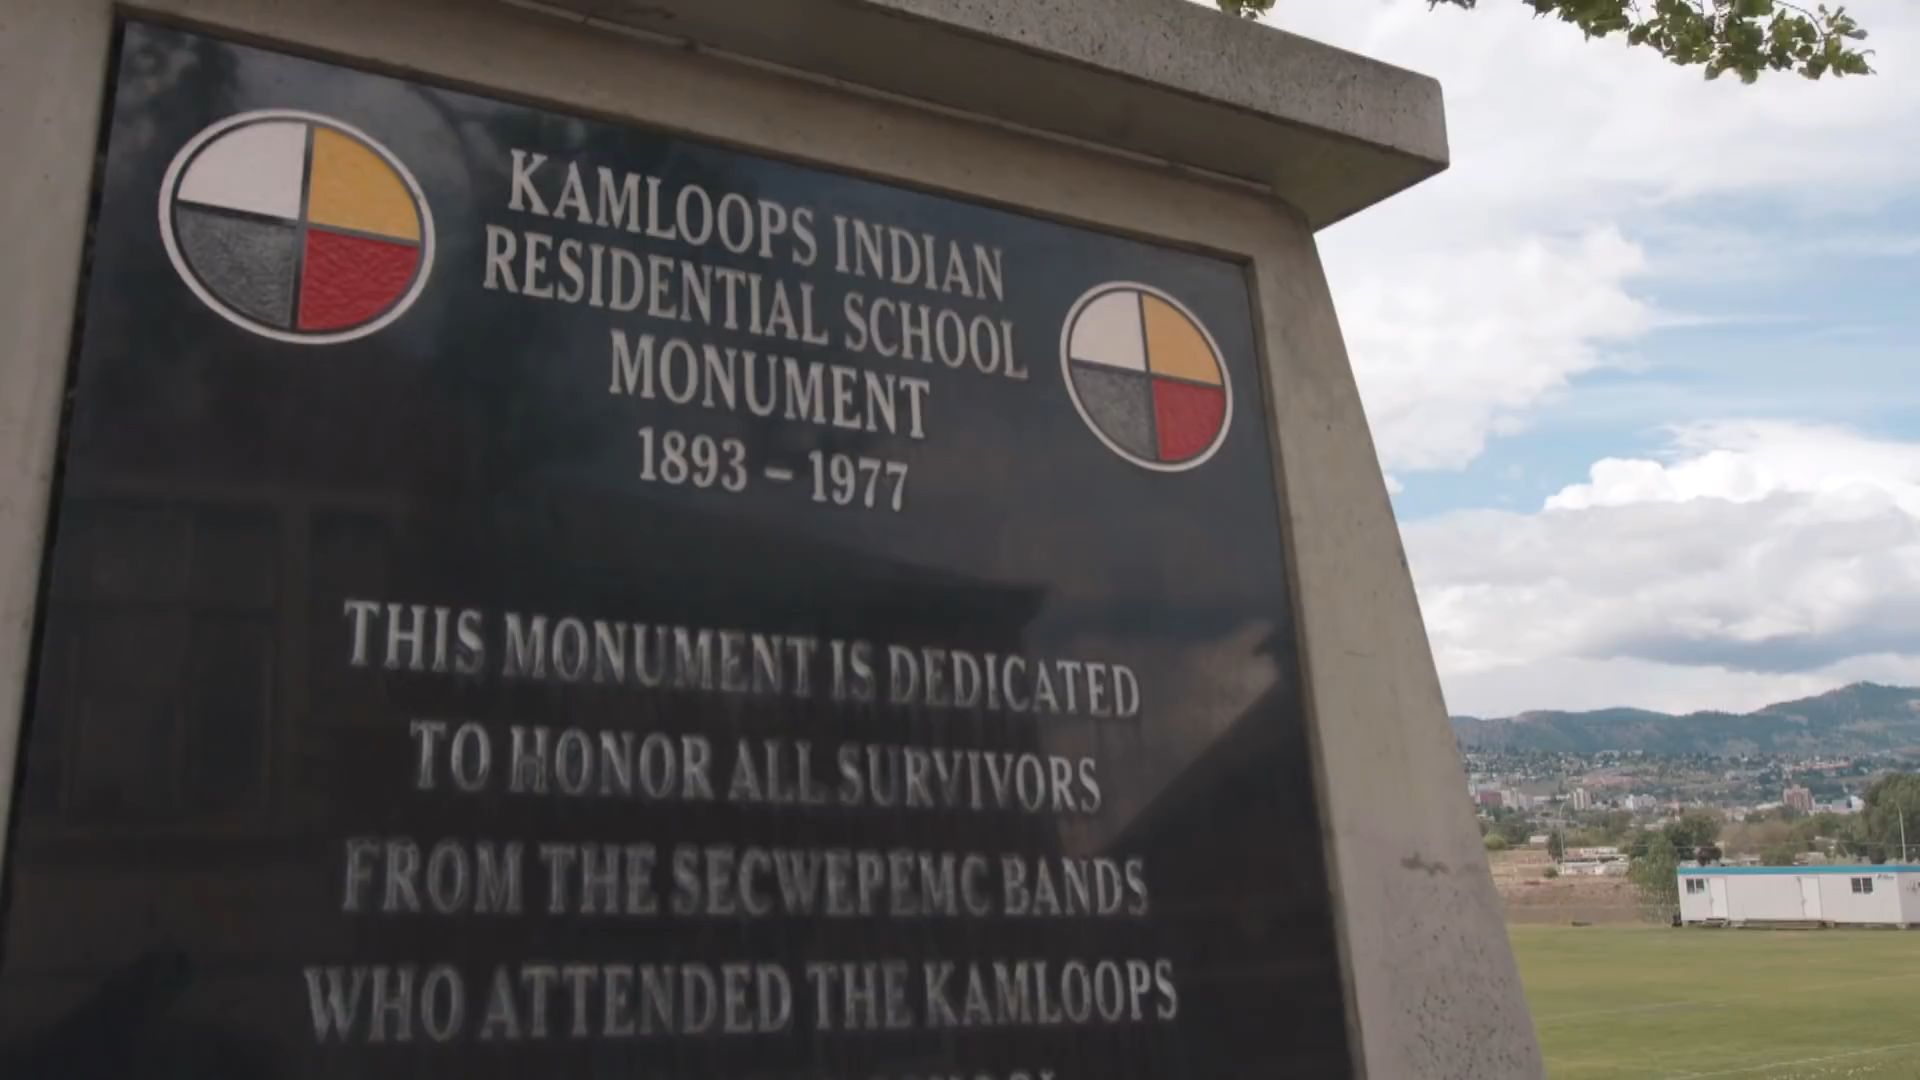 KAMLOOPS INDIAN
RESIDENTIAL SCHOOL
MONUMENT
1893 – 1977
THIS MONUMENT IS DEDICATED
TO HONOR ALL SURVIVORS
FROM THE SECWEPEMC BANDS
WHO ATTENDED THE KAMLOOPS